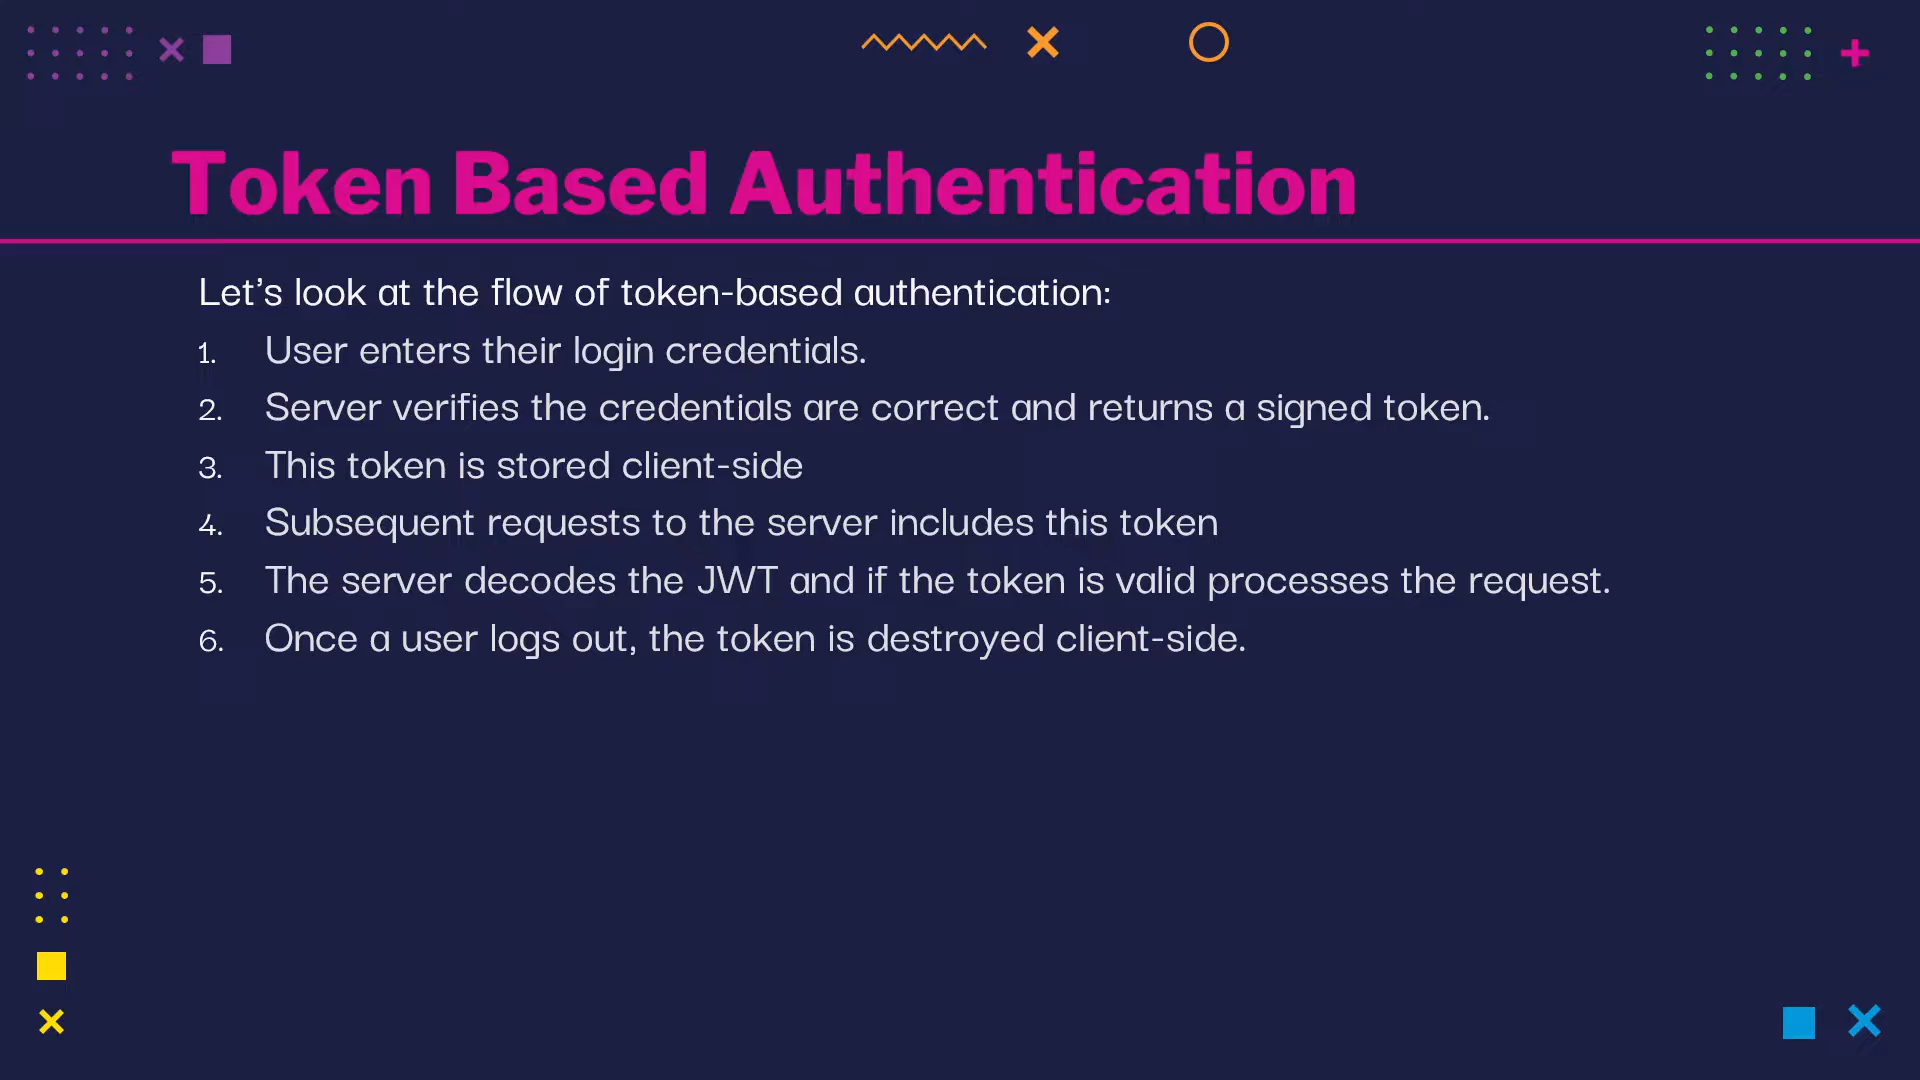 Token Based Authentication
Let's look at the flow of token-based authentication:
1. User enters their login credentials.
2. Server verifies the credentials are correct and returns a signed token.
3. This token is stored client-side
4. Subsequent requests to the server includes this token
5. The server decodes the JWT and if the token is valid processes the request.
6. Once a user logs out, the token is destroyed client-side.